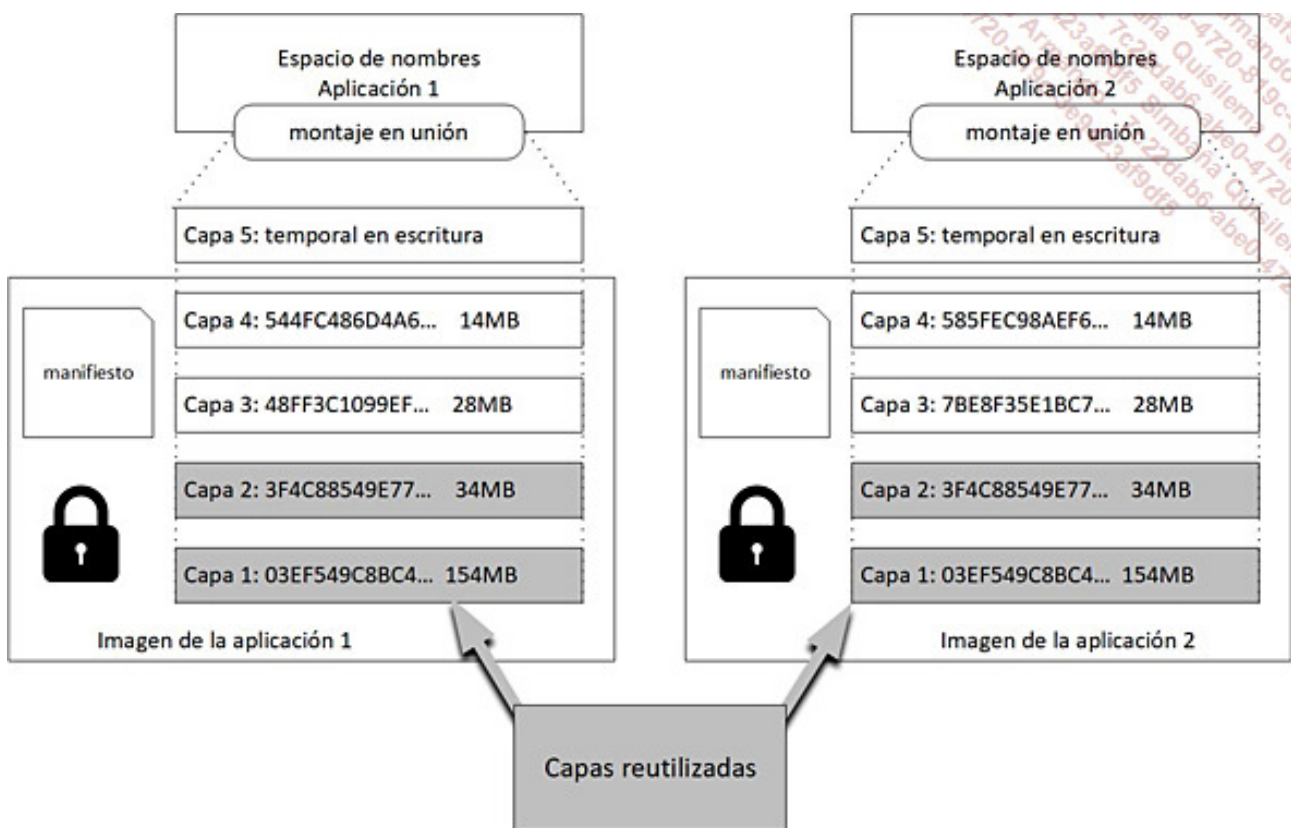 Espacio de nombres
Aplicación 1
montaje en unión
Capa 5: temporal en escritura
manifiesto
Capa 4: 544FC486D4A6... 14MB
Capa 3: 48FF3C1099EF... 28MB
Capa 2: 3F4C88549E77... 34MB
Capa 1: 03EF549C8BC4... 154MB
Imagen de la aplicación 1
Espacio de nombres
Aplicación 2
montaje en unión
Capa 5: temporal en escritura
manifiesto
Capa 4: 585FEC98AEF6... 14MB
Capa 3: 7BE8F35E1BC7... 28MB
Capa 2: 3F4C88549E77... 34MB
Capa 1: 03EF549C8BC4... 154MB
Imagen de la aplicación 2
Capas reutilizadas